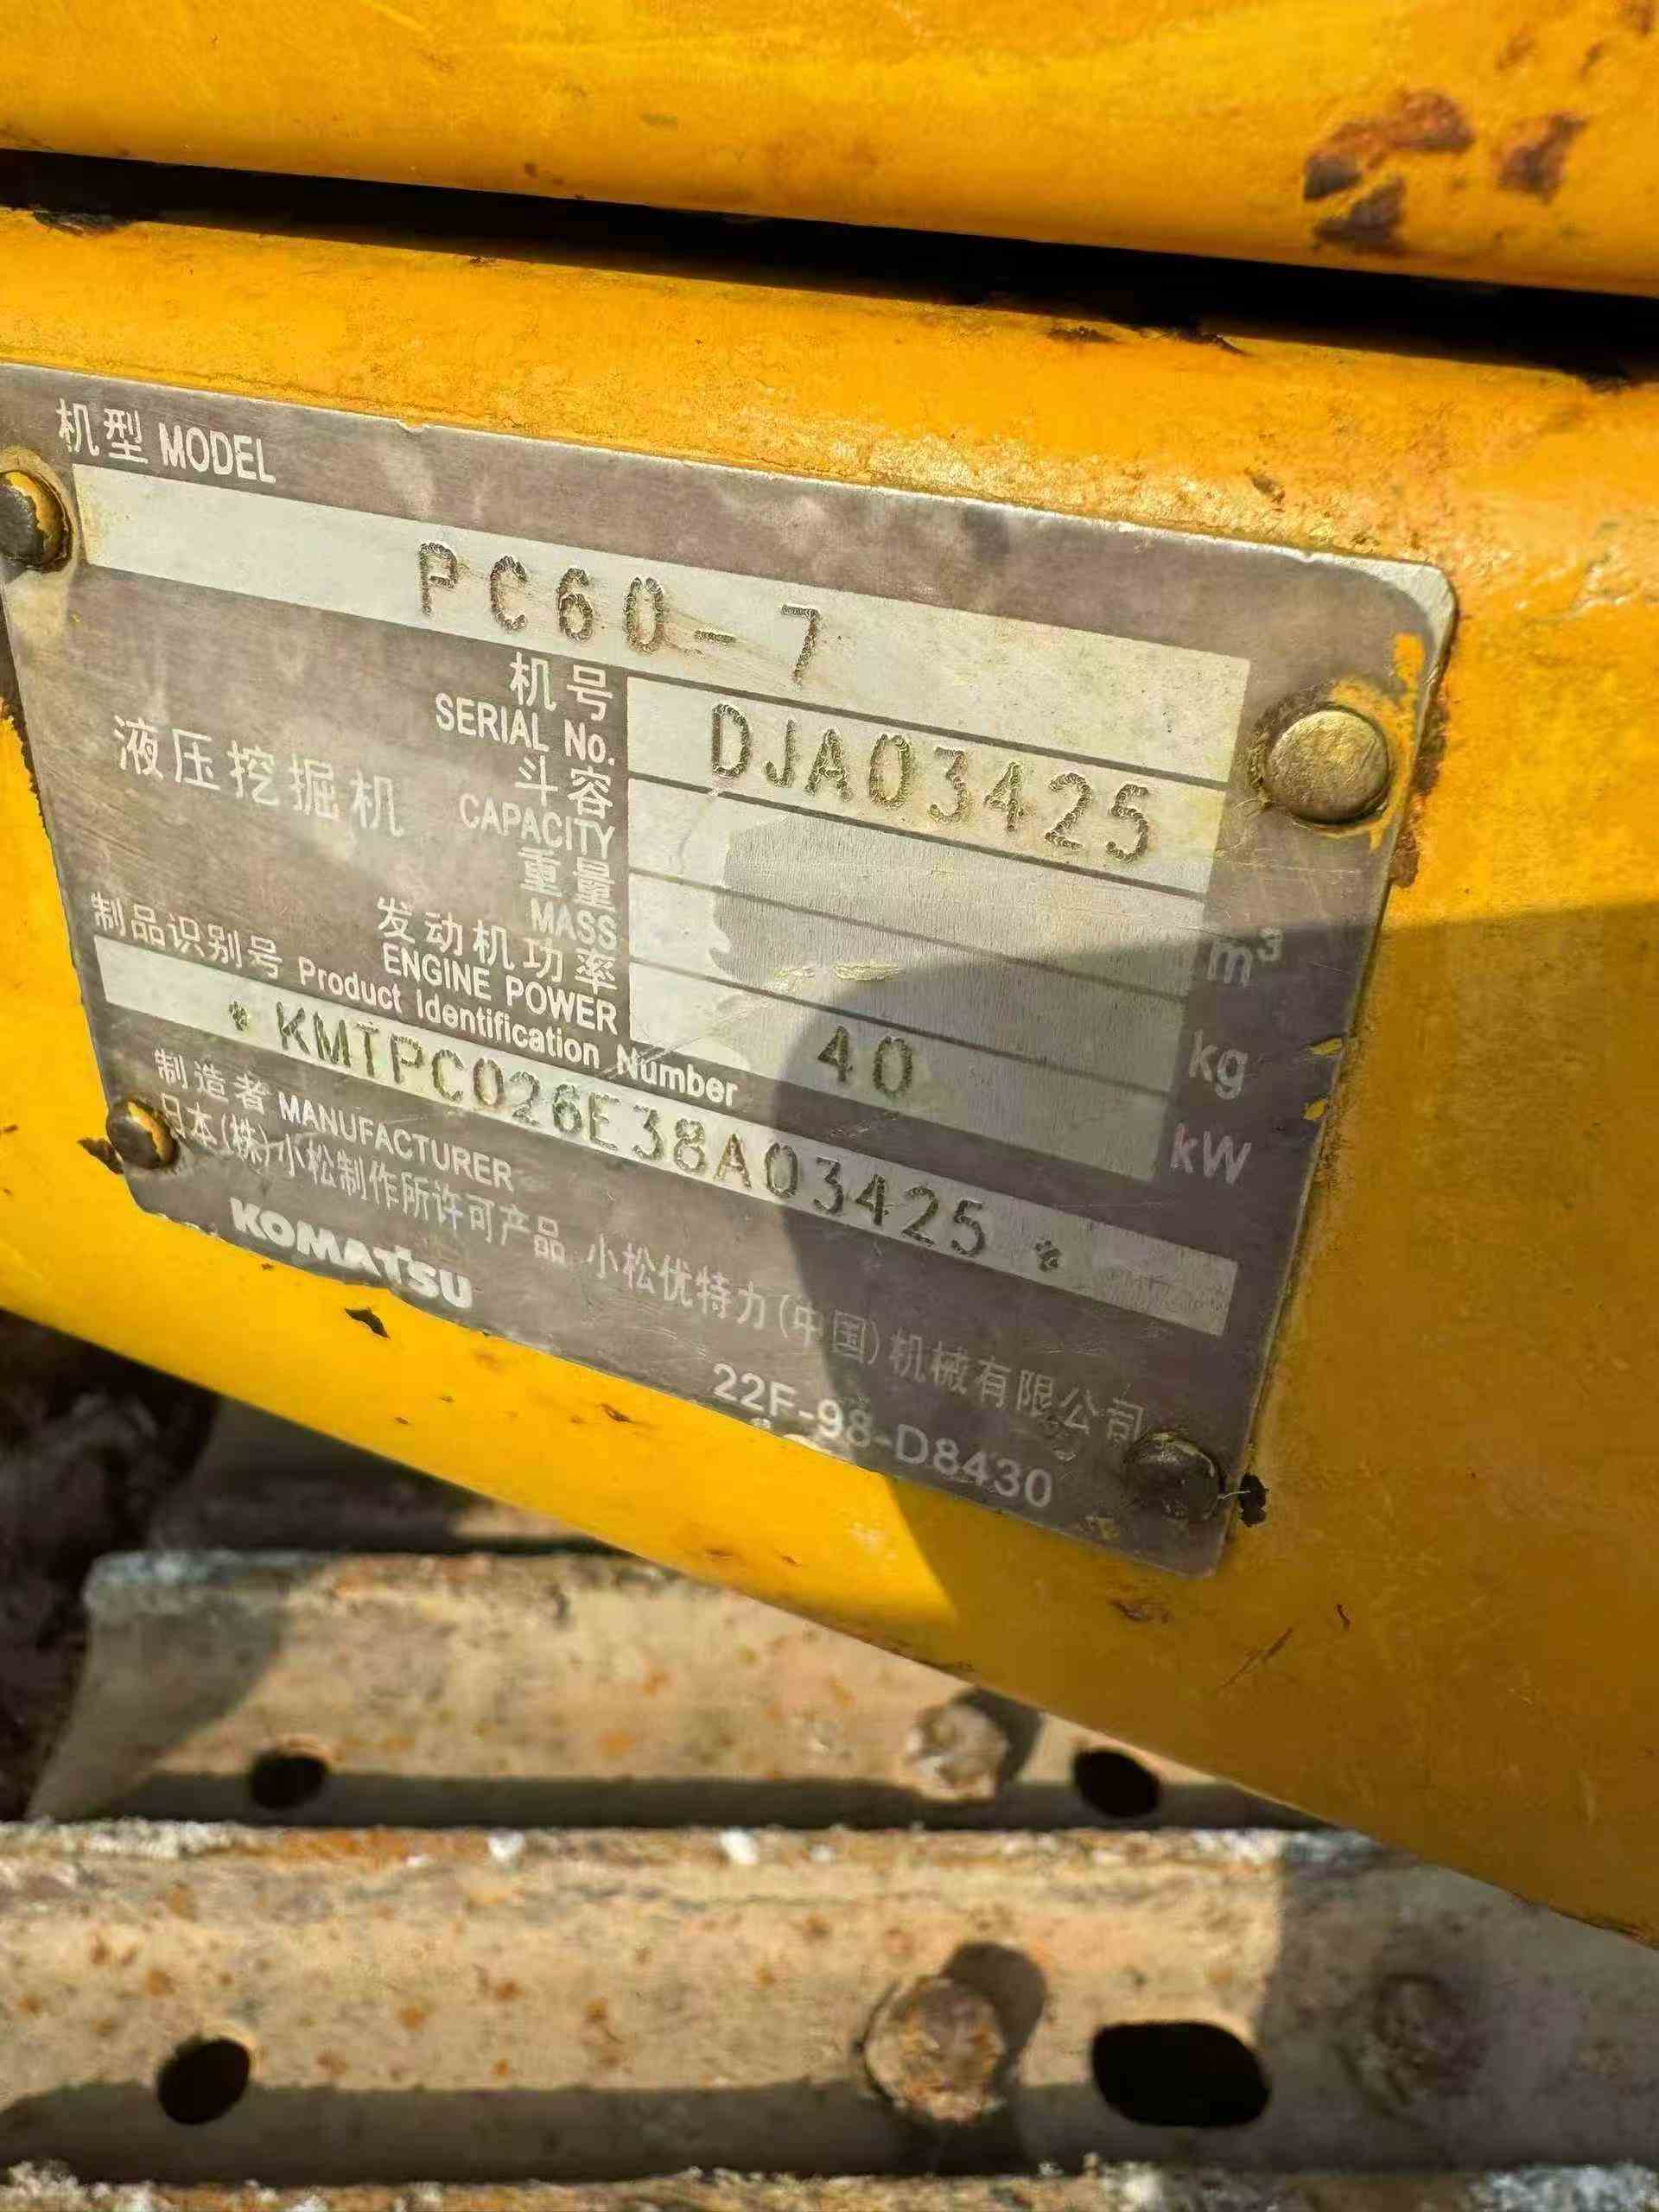 机型 MODEL
PC60-7
液压挖掘机
机号
SERIAL No.
DJA03425
斗容
CAPACITY
m³
重量
MASS
kg
发动机功率
ENGINE POWER
40
kW
制品识别号 Product Identification Number
* KMTPC026E38A03425 *
制造者 MANUFACTURER
日本(株)小松制作所许可产品 小松优特力(中国)机械有限公司
KOMATSU
22F-98-D8430